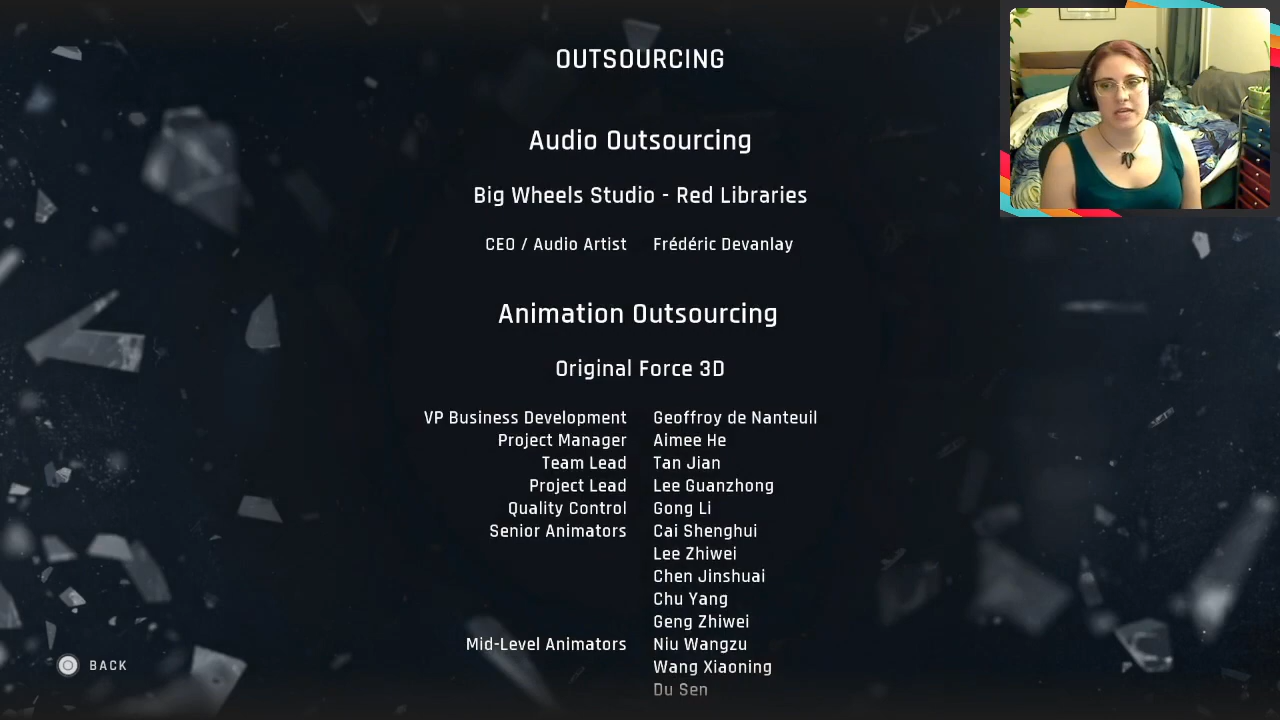 OUTSOURCING
Audio Outsourcing
Big Wheels Studio - Red Libraries
CEO / Audio Artist Frédéric Devanlay
Animation Outsourcing
Original Force 3D
VP Business Development Geoffroy de Nanteuil
Project Manager Aimee He
Team Lead Tan Jian
Project Lead Lee Guanzhong
Quality Control Gong Li
Senior Animators Cai Shenghui
Lee Zhiwei
Chen Jinshuai
Chu Yang
Geng Zhiwei
Mid-Level Animators Niu Wangzu
Wang Xiaoning
Du Sen
BACK